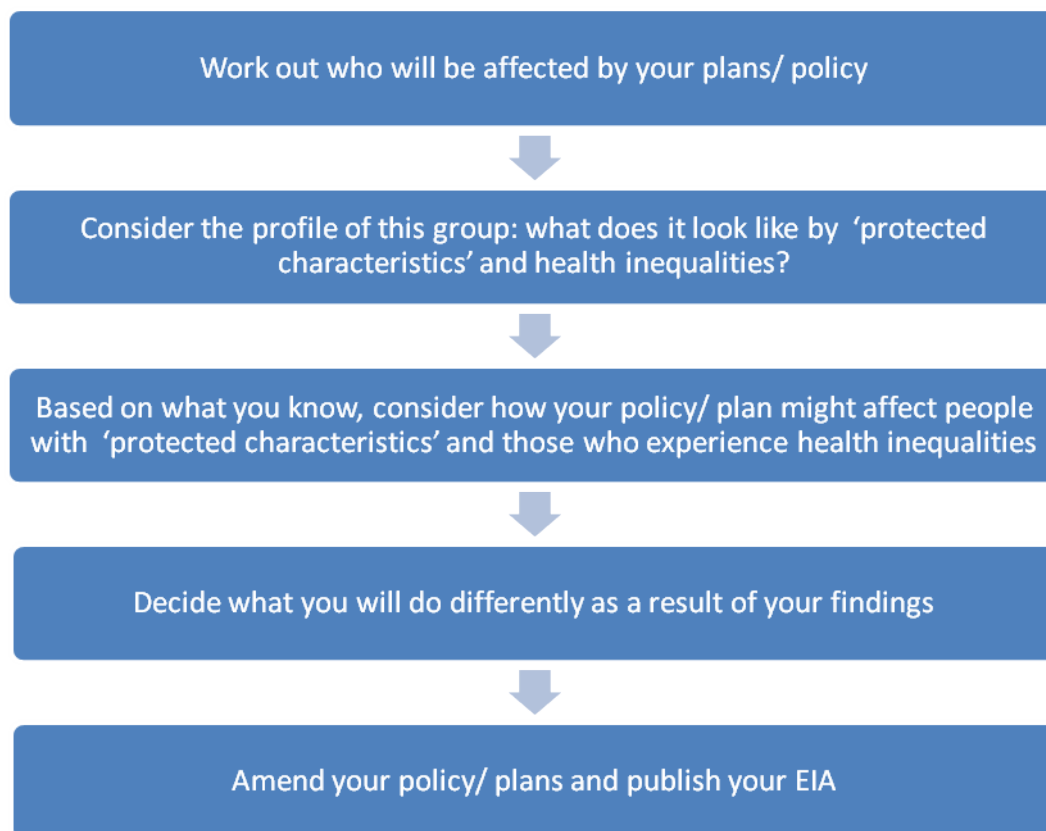 Work out who will be affected by your plans/ policy
Consider the profile of this group: what does it look like by ‘protected
characteristics’ and health inequalities?
Based on what you know, consider how your policy/ plan might affect people
with ‘protected characteristics’ and those who experience health inequalities
Decide what you will do differently as a result of your findings
Amend your policy/ plans and publish your EIA